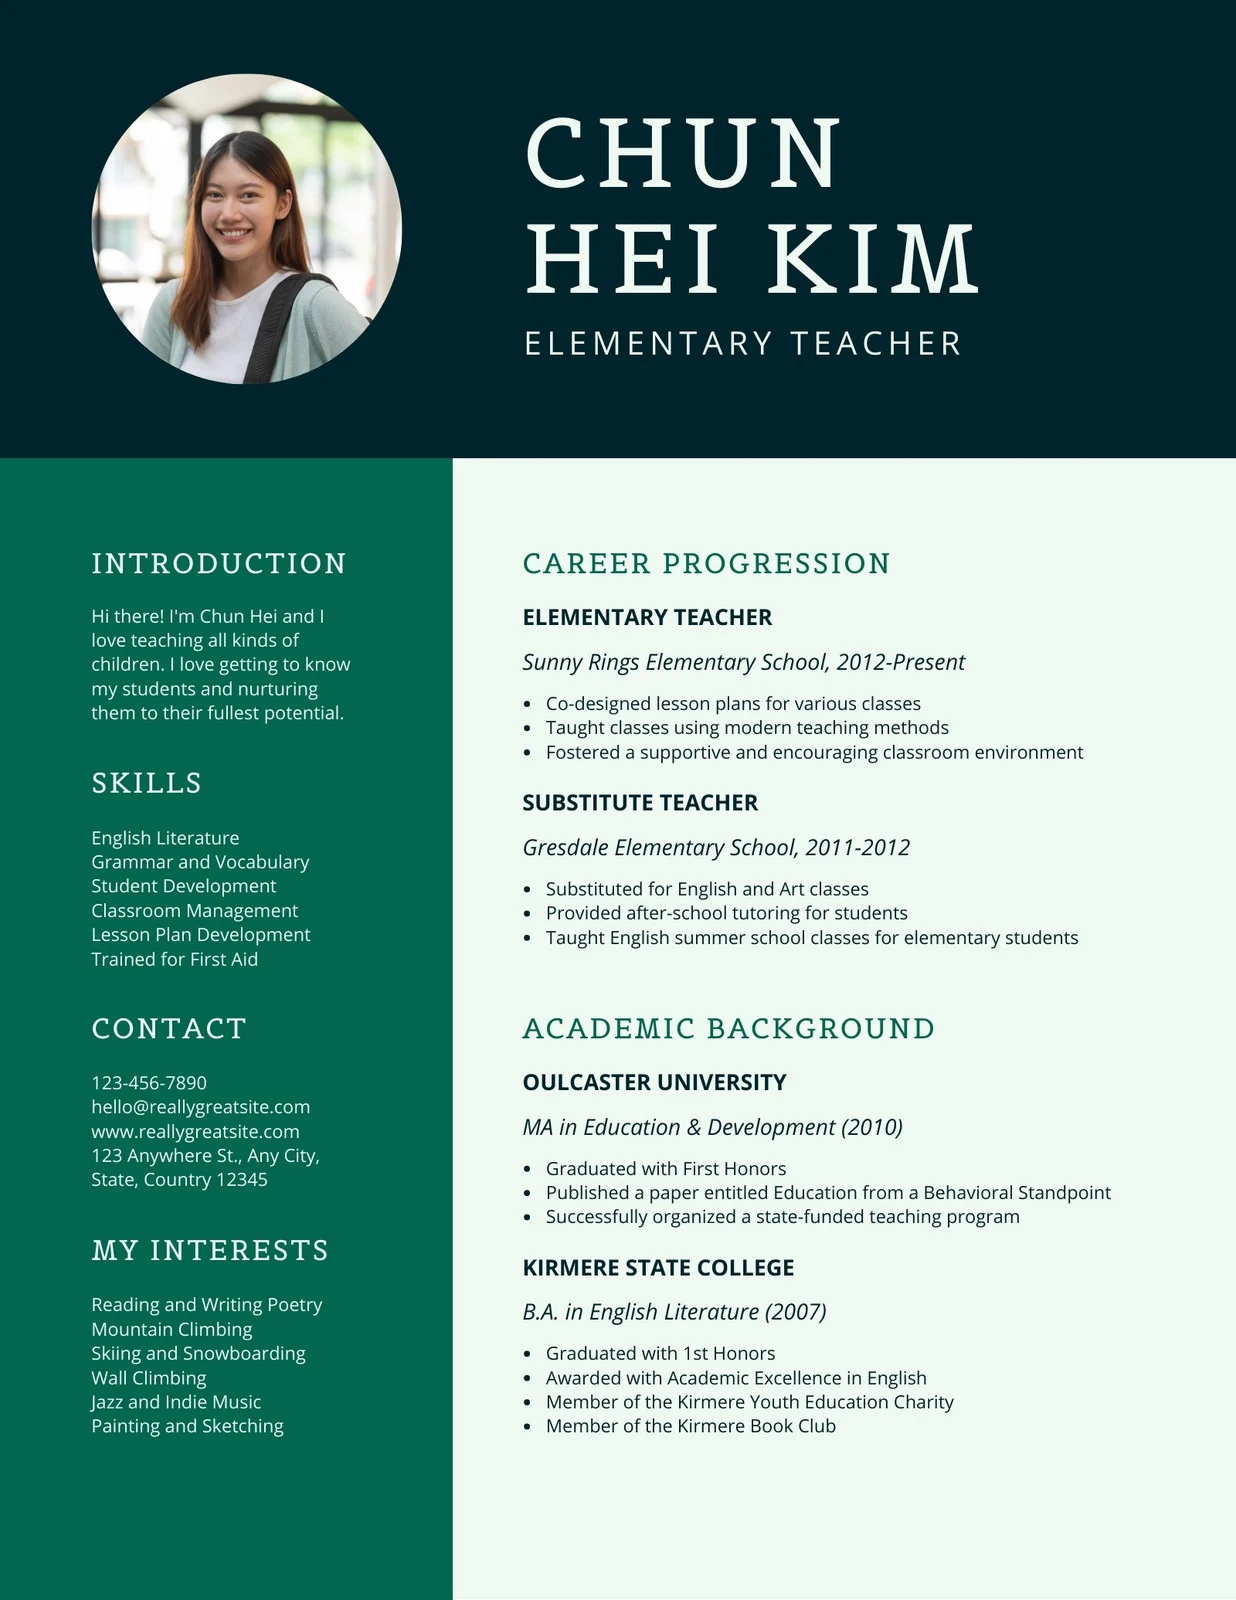 CHUN
HEI KIM
ELEMENTARY TEACHER
INTRODUCTION
Hi there! I'm Chun Hei and I
love teaching all kinds of
children. I love getting to know
my students and nurturing
them to their fullest potential.
SKILLS
English Literature
Grammar and Vocabulary
Student Development
Classroom Management
Lesson Plan Development
Trained for First Aid
CONTACT
123-456-7890
hello@reallygreatsite.com
www.reallygreatsite.com
123 Anywhere St., Any City,
State, Country 12345
MY INTERESTS
Reading and Writing Poetry
Mountain Climbing
Skiing and Snowboarding
Wall Climbing
Jazz and Indie Music
Painting and Sketching
CAREER PROGRESSION
ELEMENTARY TEACHER
Sunny Rings Elementary School, 2012-Present
• Co-designed lesson plans for various classes
• Taught classes using modern teaching methods
• Fostered a supportive and encouraging classroom environment
SUBSTITUTE TEACHER
Gresdale Elementary School, 2011-2012
• Substituted for English and Art classes
• Provided after-school tutoring for students
• Taught English summer school classes for elementary students
ACADEMIC BACKGROUND
OULCASTER UNIVERSITY
MA in Education & Development (2010)
• Graduated with First Honors
• Published a paper entitled Education from a Behavioral Standpoint
• Successfully organized a state-funded teaching program
KIRMERE STATE COLLEGE
B.A. in English Literature (2007)
• Graduated with 1st Honors
• Awarded with Academic Excellence in English
• Member of the Kirmere Youth Education Charity
• Member of the Kirmere Book Club